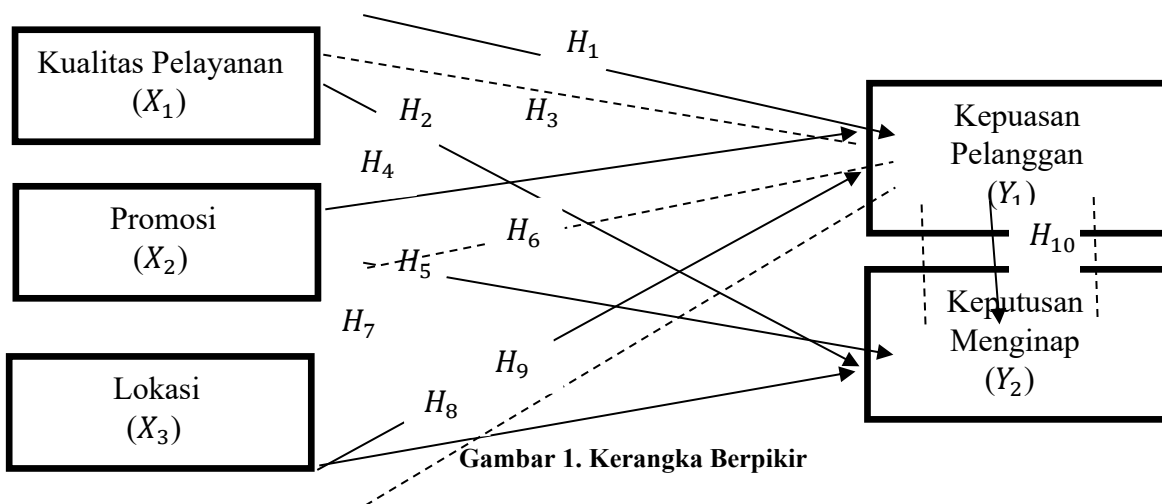 Kualitas Pelayanan
(𝑋₁)
Promosi
(𝑋₂)
Lokasi
(𝑋₃)
𝐻₁
𝐻₂
𝐻₃
𝐻₄
𝐻₅
𝐻₆
𝐻₇
𝐻₈
𝐻₉
Kepuasan
Pelanggan
(𝑌₁)
𝐻₁₀
Keputusan
Menginap
(𝑌₂)
Gambar 1. Kerangka Berpikir